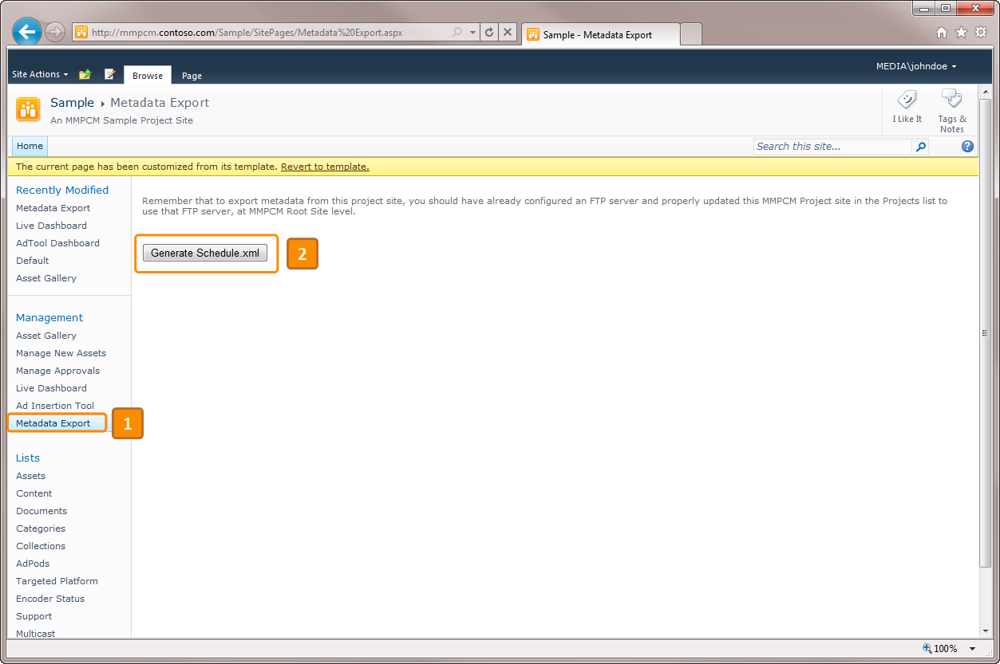 http://mmpcm.contoso.com/Sample/SitePages/Metadata%20Export.aspx
Sample - Metadata Export
Site Actions
Browse
Page
MEDIA\johndoe
Sample
Metadata Export
An MMPCM Sample Project Site
I Like It
Tags &
Notes
Home
Search this site...
The current page has been customized from its template. Revert to template.
Recently Modified
Metadata Export
Live Dashboard
AdTool Dashboard
Default
Asset Gallery
Remember that to export metadata from this project site, you should have already configured an FTP server and properly updated this MMPCM Project site in the Projects list to
use that FTP server, at MMPCM Root Site level.
Generate Schedule.xml
2
Management
Asset Gallery
Manage New Assets
Manage Approvals
Live Dashboard
Ad Insertion Tool
Metadata Export
1
Lists
Assets
Content
Documents
Categories
Collections
AdPods
Targeted Platform
Encoder Status
Support
Multicast
100%